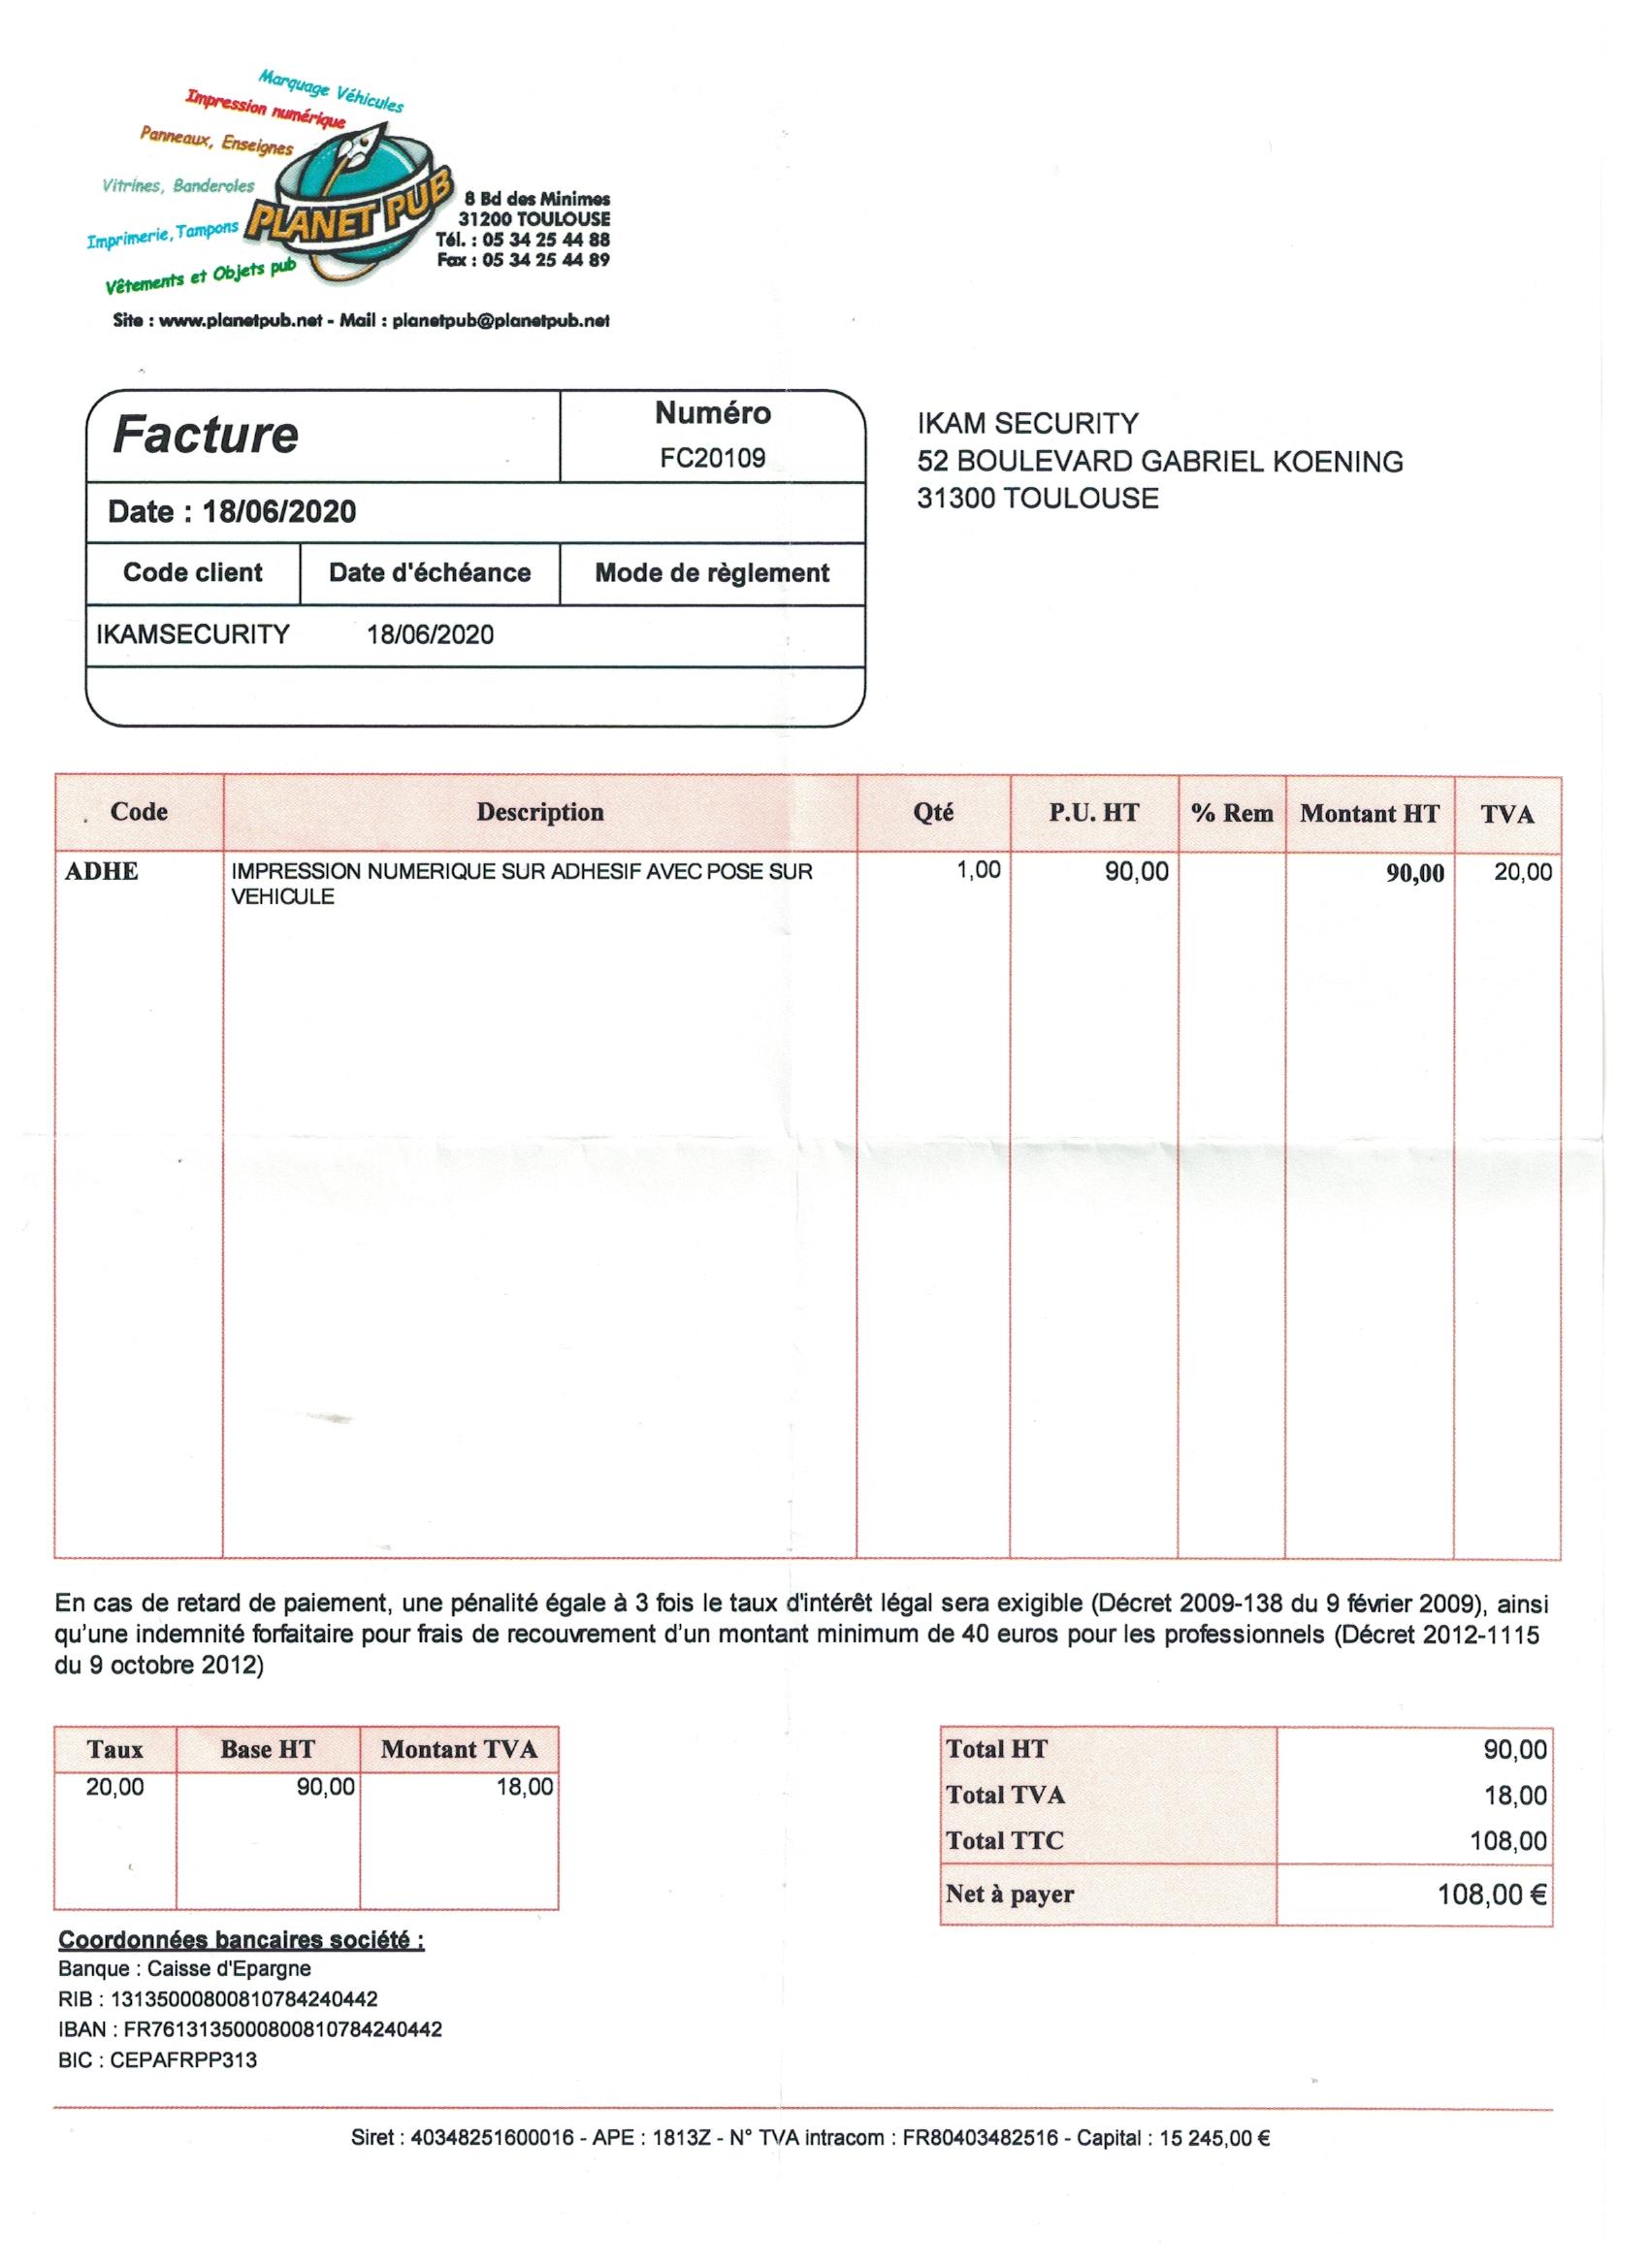 Marquage Véhicules
Impression numérique
Panneaux, Enseignes
Vitrines, Banderoles
Imprimerie, Tampons
Vêtements et Objets pub
PLANET PUB
8 Bd des Minimes
31200 TOULOUSE
Tél. : 05 34 25 44 88
Fax : 05 34 25 44 89
Site : www.planetpub.net - Mail : planetpub@planetpub.net
Facture
Numéro
FC20109
Date : 18/06/2020
Code client Date d'échéance Mode de règlement
IKAMSECURITY 18/06/2020
IKAM SECURITY
52 BOULEVARD GABRIEL KOENING
31300 TOULOUSE
Code Description Qté P.U. HT % Rem Montant HT TVA
ADHE IMPRESSION NUMERIQUE SUR ADHESIF AVEC POSE SUR 1,00 90,00 90,00 20,00
VEHICULE
En cas de retard de paiement, une pénalité égale à 3 fois le taux d'intérêt légal sera exigible (Décret 2009-138 du 9 février 2009), ainsi
qu'une indemnité forfaitaire pour frais de recouvrement d'un montant minimum de 40 euros pour les professionnels (Décret 2012-1115
du 9 octobre 2012)
Taux Base HT Montant TVA
20,00 90,00 18,00
Total HT 90,00
Total TVA 18,00
Total TTC 108,00
Net à payer 108,00 €
Coordonnées bancaires société :
Banque : Caisse d'Epargne
RIB : 13135000800810784240442
IBAN : FR7613135000800810784240442
BIC : CEPAFRPP313
Siret : 40348251600016 - APE : 1813Z - N° TVA intracom : FR80403482516 - Capital : 15 245,00 €